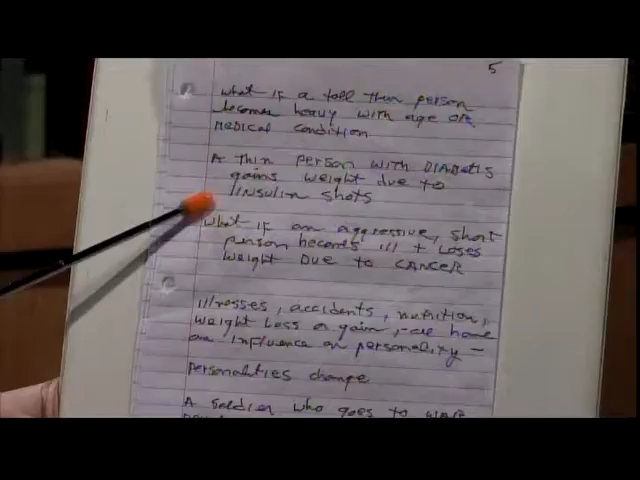 5
what if a tall thin person
becomes heavy with age or
medical condition
A thin person with DIABETIS
gains weight due to
INSULIN shots
what if an aggressive, short
person becomes ill + Loses
weight DUE to CANCER
illnesses, accidents, nutrition,
weight Loss or gain, -all have
an influence on personality -
personalities change
A Soldier who goes to war